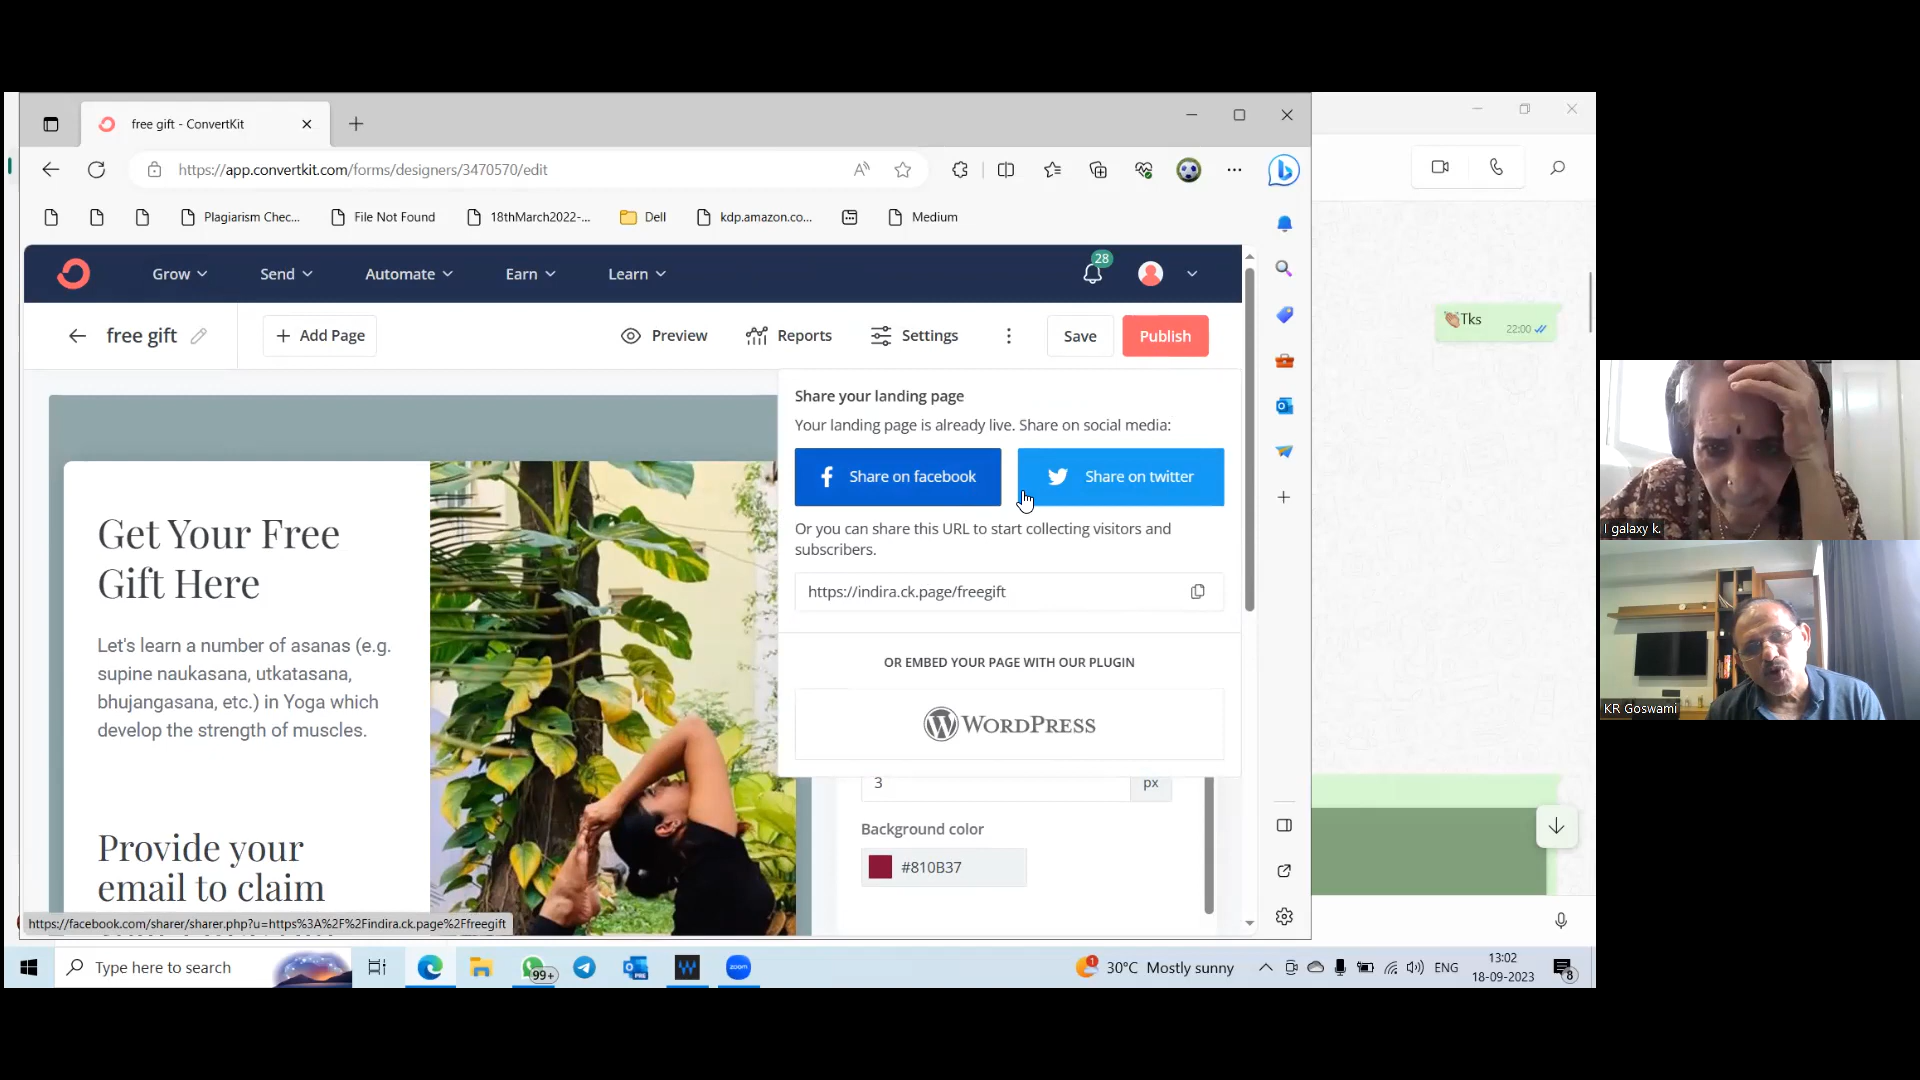 free gift - ConvertKit
https://app.convertkit.com/forms/designers/3470570/edit
Plagiarism Chec...
File Not Found
18thMarch2022-...
Dell
kdp.amazon.co...
Medium
Grow
Send
Automate
Earn
Learn
28
free gift
+ Add Page
Preview
Reports
Settings
Save
Publish
Share your landing page
Your landing page is already live. Share on social media:
Share on facebook
Share on twitter
Or you can share this URL to start collecting visitors and
subscribers.
https://indira.ck.page/freegift
OR EMBED YOUR PAGE WITH OUR PLUGIN
WORDPRESS
3
px
Background color
#810B37
Get Your Free
Gift Here
Let's learn a number of asanas (e.g.
supine naukasana, utkatasana,
bhujangasana, etc.) in Yoga which
develop the strength of muscles.
Provide your
email to claim
https://facebook.com/sharer/sharer.php?u=https%3A%2F%2Findira.ck.page%2Ffreegift
👏🏽Tks
22:00
I galaxy k.
KR Goswami
Type here to search
99+
zoom
1
30°C Mostly sunny
ENG
13:02
18-09-2023
8